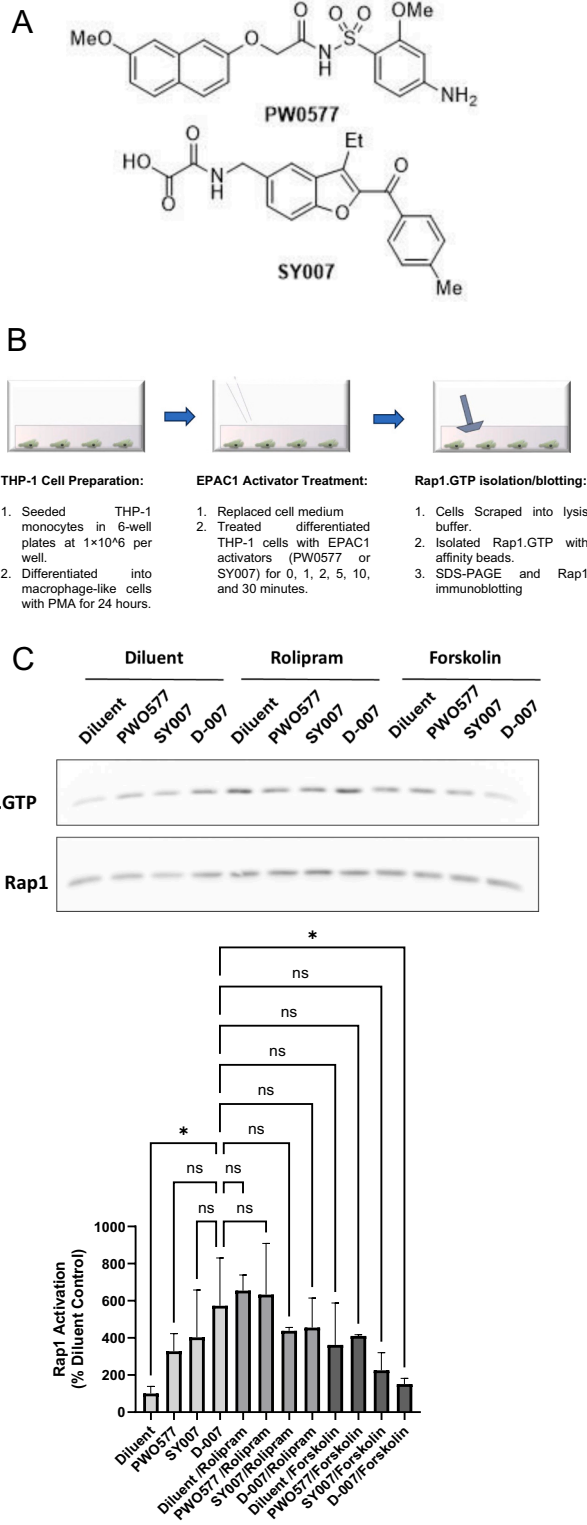 A
MeO
O
O
N
H
S
O O
OMe
NH₂
PW0577
HO
O
O
N
H
Et
O
O
Me
SY007
B
THP-1 Cell Preparation:
1. Seeded THP-1
monocytes in 6-well
plates at 1×10^6 per
well.
2. Differentiated into
macrophage-like cells
with PMA for 24 hours.
EPAC1 Activator Treatment:
1. Replaced cell medium
2. Treated differentiated
THP-1 cells with EPAC1
activators (PW0577 or
SY007) for 0, 1, 2, 5, 10,
and 30 minutes.
Rap1.GTP isolation/blotting:
1. Cells Scraped into lysis
buffer.
2. Isolated Rap1.GTP with
affinity beads.
3. SDS-PAGE and Rap1
immunoblotting
C
Diluent Rolipram Forskolin
Diluent PWO577 SY007 D-007 Diluent PWO577 SY007 D-007 Diluent PWO577 SY007 D-007
.GTP
Rap1
*
ns
ns
ns
ns
* ns
ns ns
ns ns
1000
800
600
400
200
0
Rap1 Activation
(% Diluent Control)
Diluent
PWO577
SY007
D-007
Diluent /Rolipram
PWO577 /Rolipram
SY007/Rolipram
D-007/Rolipram
Diluent /Forskolin
PWO577/Forskolin
SY007/Forskolin
D-007/Forskolin